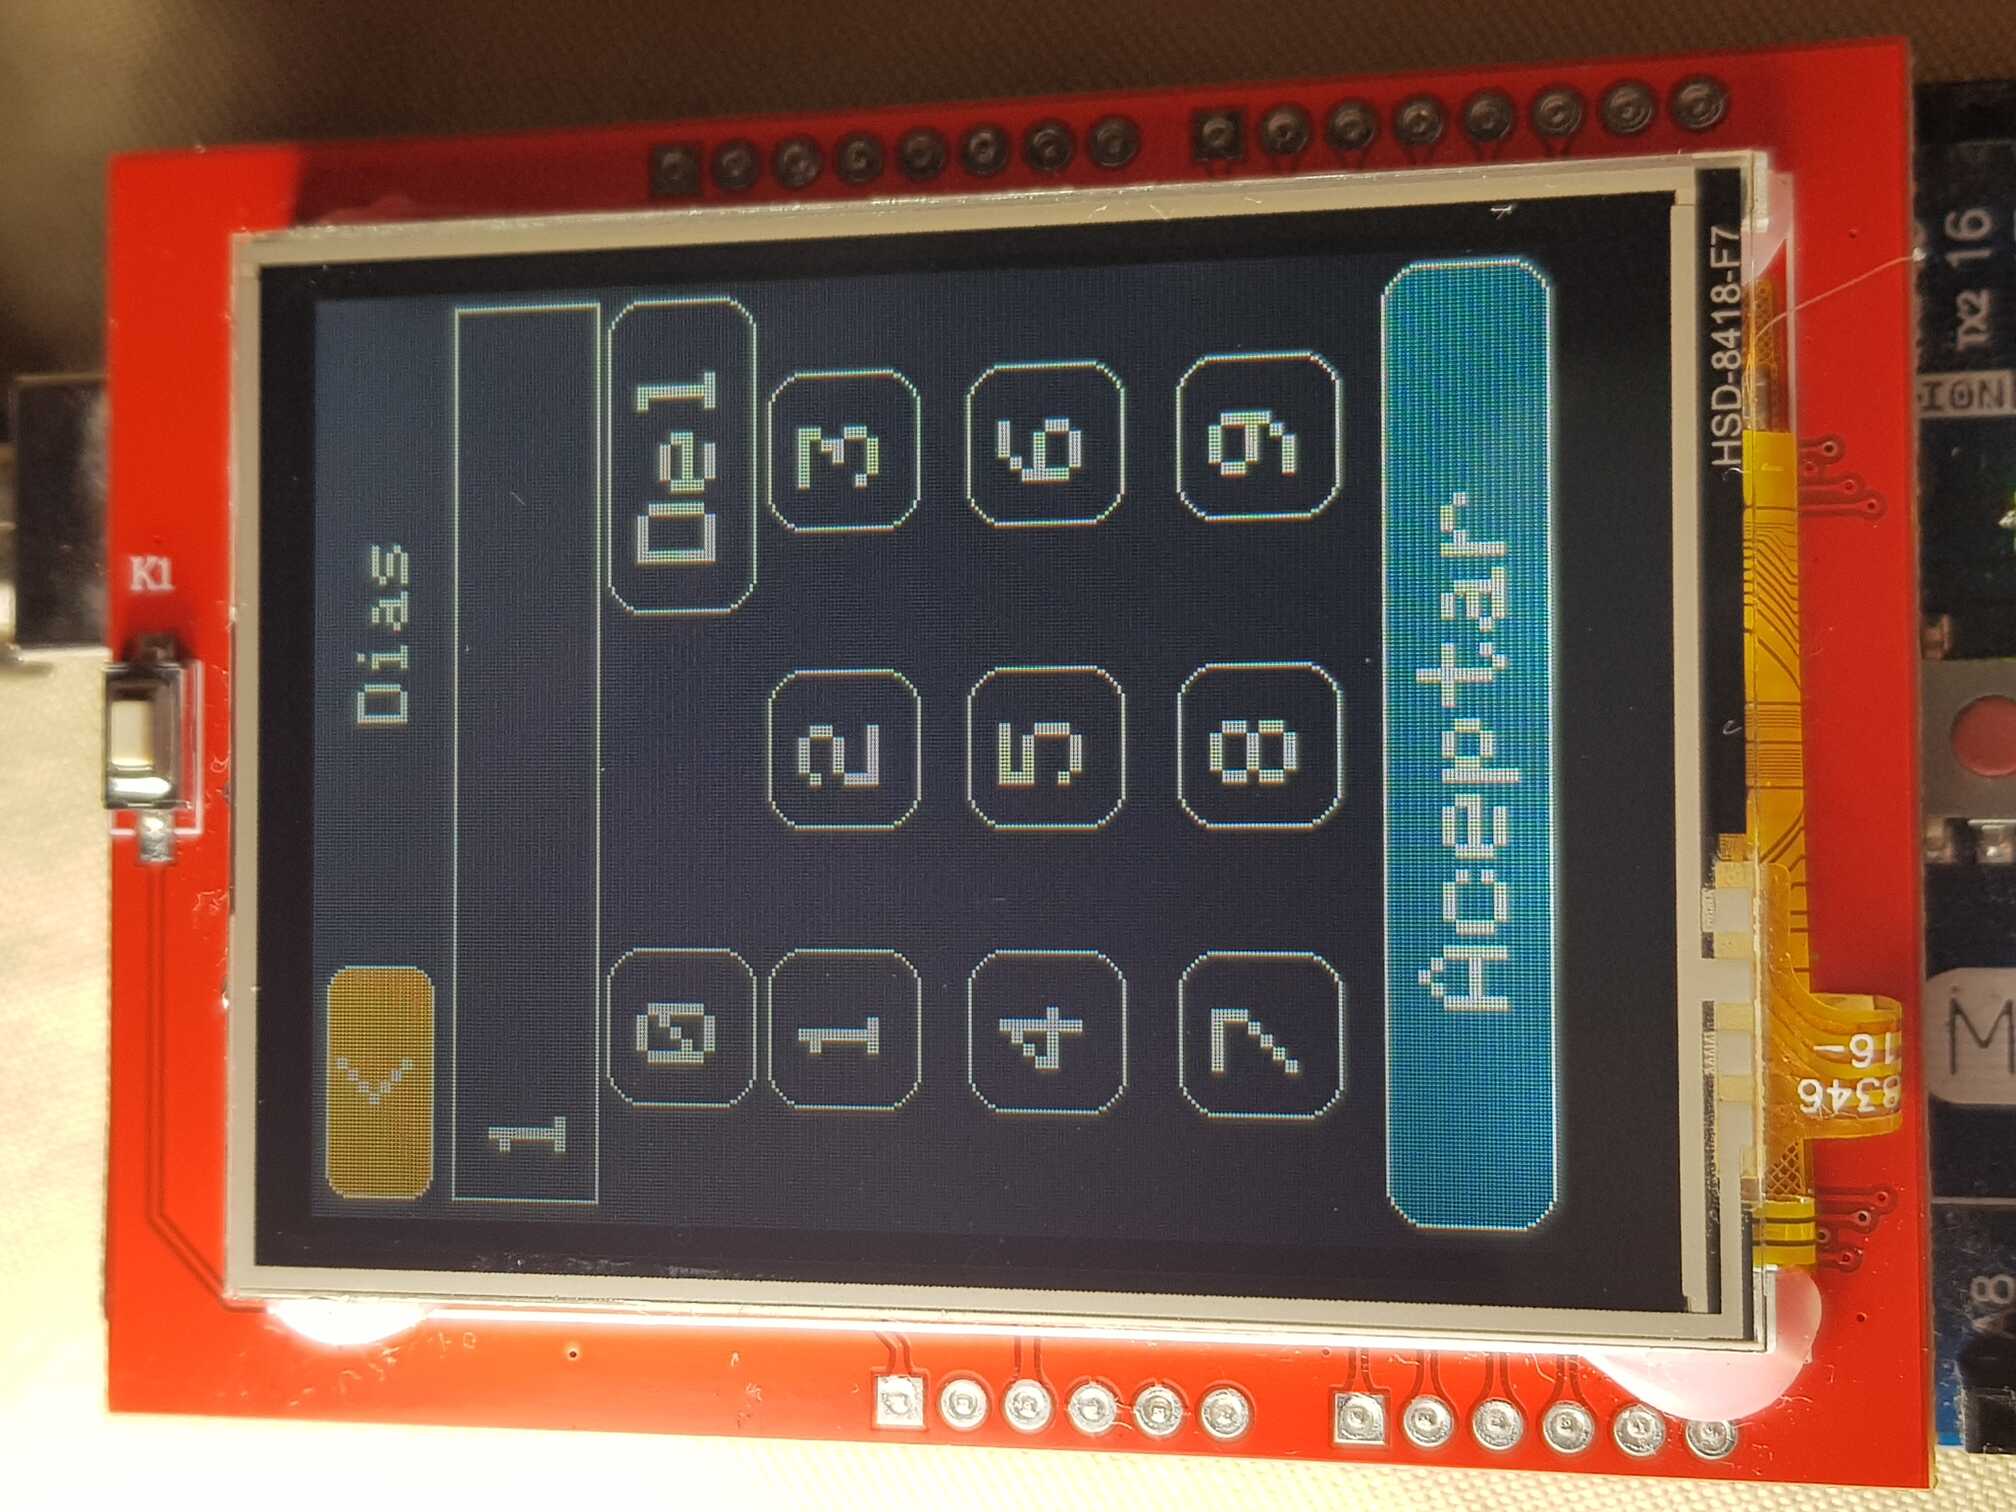 K1
< Dias
1
0 Del
1 2 3
4 5 6
7 8 9
Aceptar
HSD-8418-F7
8346
16-
A8
M
TX2 16